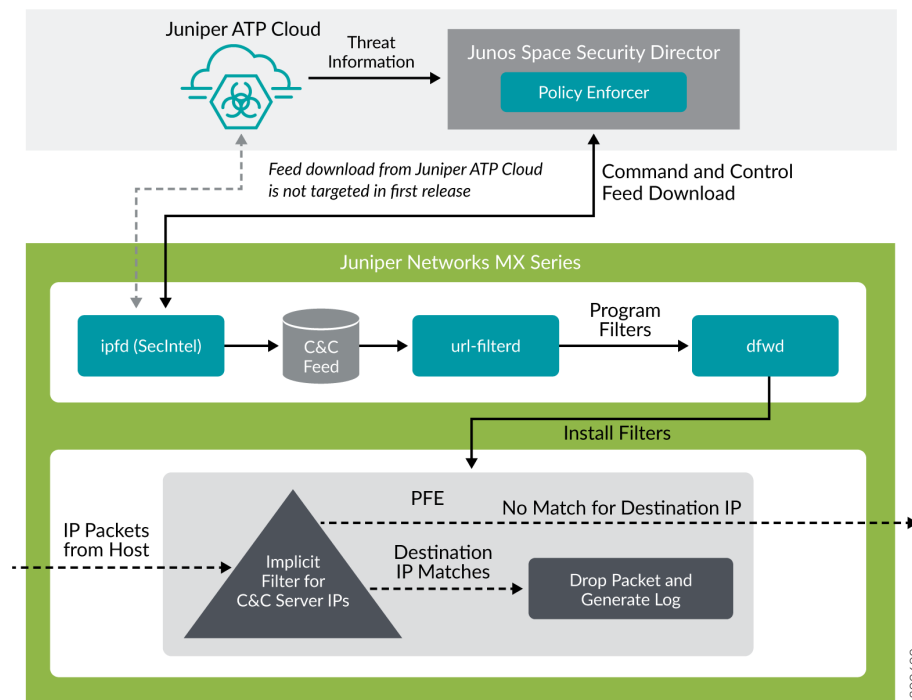 Juniper ATP Cloud
Threat
Information
Junos Space Security Director
Policy Enforcer
Feed download from Juniper ATP Cloud
is not targeted in first release
Command and Control
Feed Download
Juniper Networks MX Series
ipfd (SecIntel)
C&C
Feed
url-filterd
Program
Filters
dfwd
Install Filters
PFE
No Match for Destination IP
IP Packets
from Host
Implicit
Filter for
C&C Server IPs
Destination
IP Matches
Drop Packet and
Generate Log